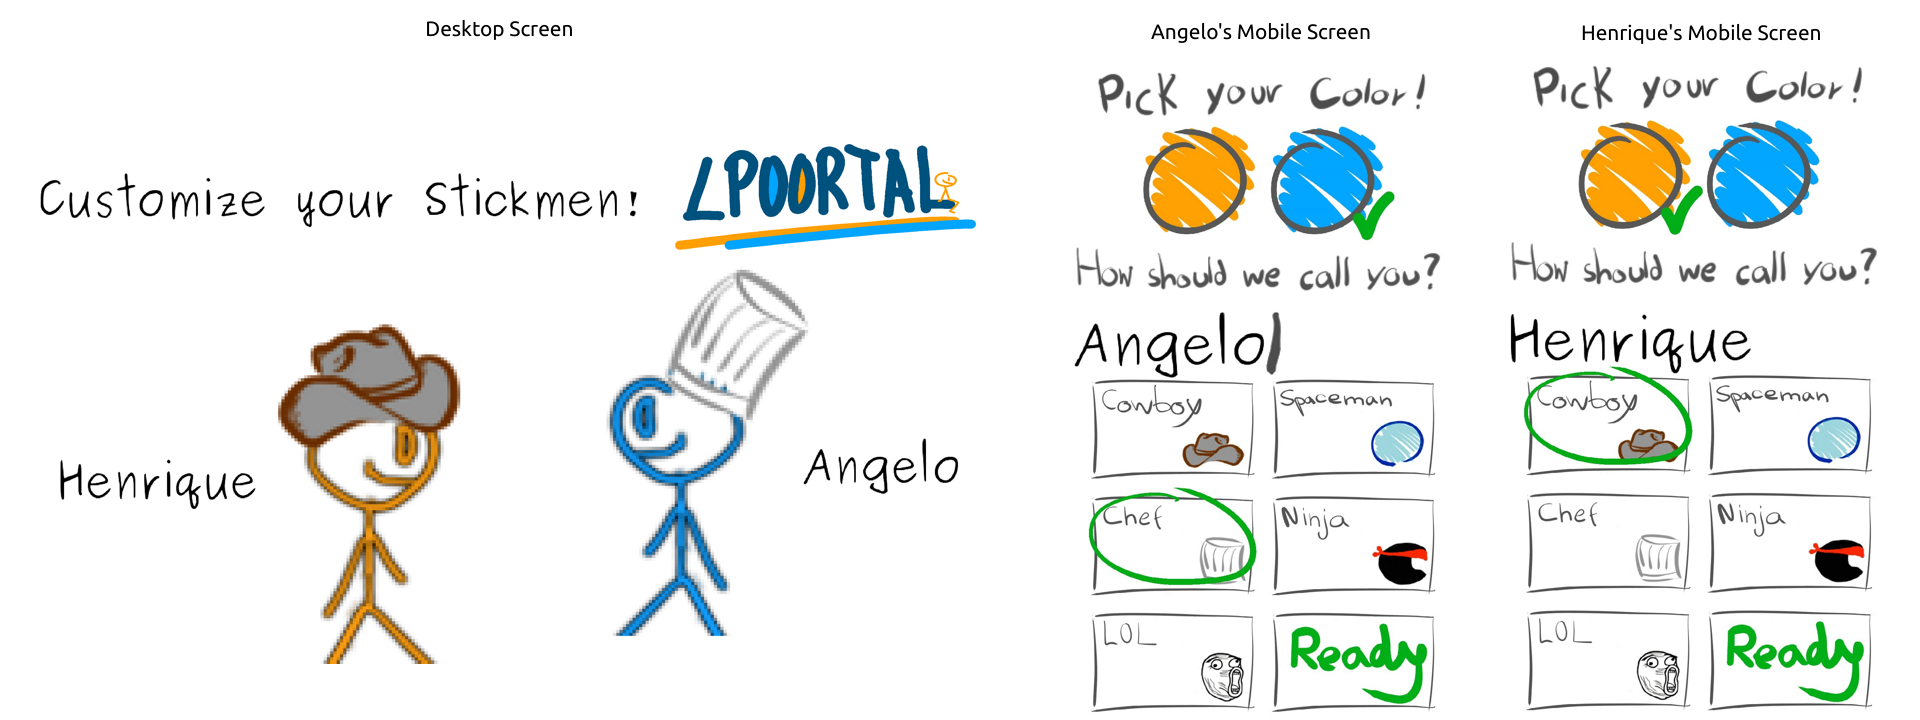 Desktop Screen
Customize your Stickmen!
LPOORTAL
Henrique
Angelo
Angelo's Mobile Screen
Pick your Color!
How should we call you?
Angelo
Cowboy
Spaceman
Chef
Ninja
LOL
Ready
Henrique's Mobile Screen
Pick your Color!
How should we call you?
Henrique
Cowboy
Spaceman
Chef
Ninja
LOL
Ready